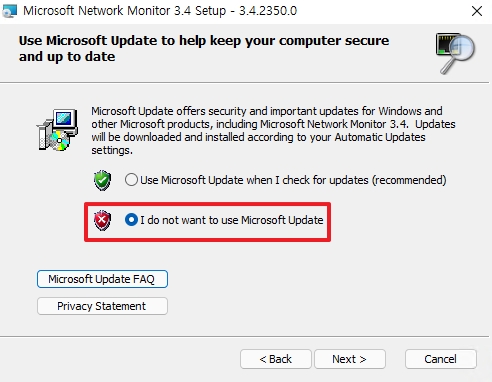 Microsoft Network Monitor 3.4 Setup - 3.4.2350.0
Use Microsoft Update to help keep your computer secure
and up to date
Microsoft Update offers security and important updates for Windows and
other Microsoft products, including Microsoft Network Monitor 3.4.  Updates
will be downloaded and installed according to your Automatic Updates
settings.
Use Microsoft Update when I check for updates (recommended)
I do not want to use Microsoft Update
Microsoft Update FAQ
Privacy Statement
< Back
Next >
Cancel